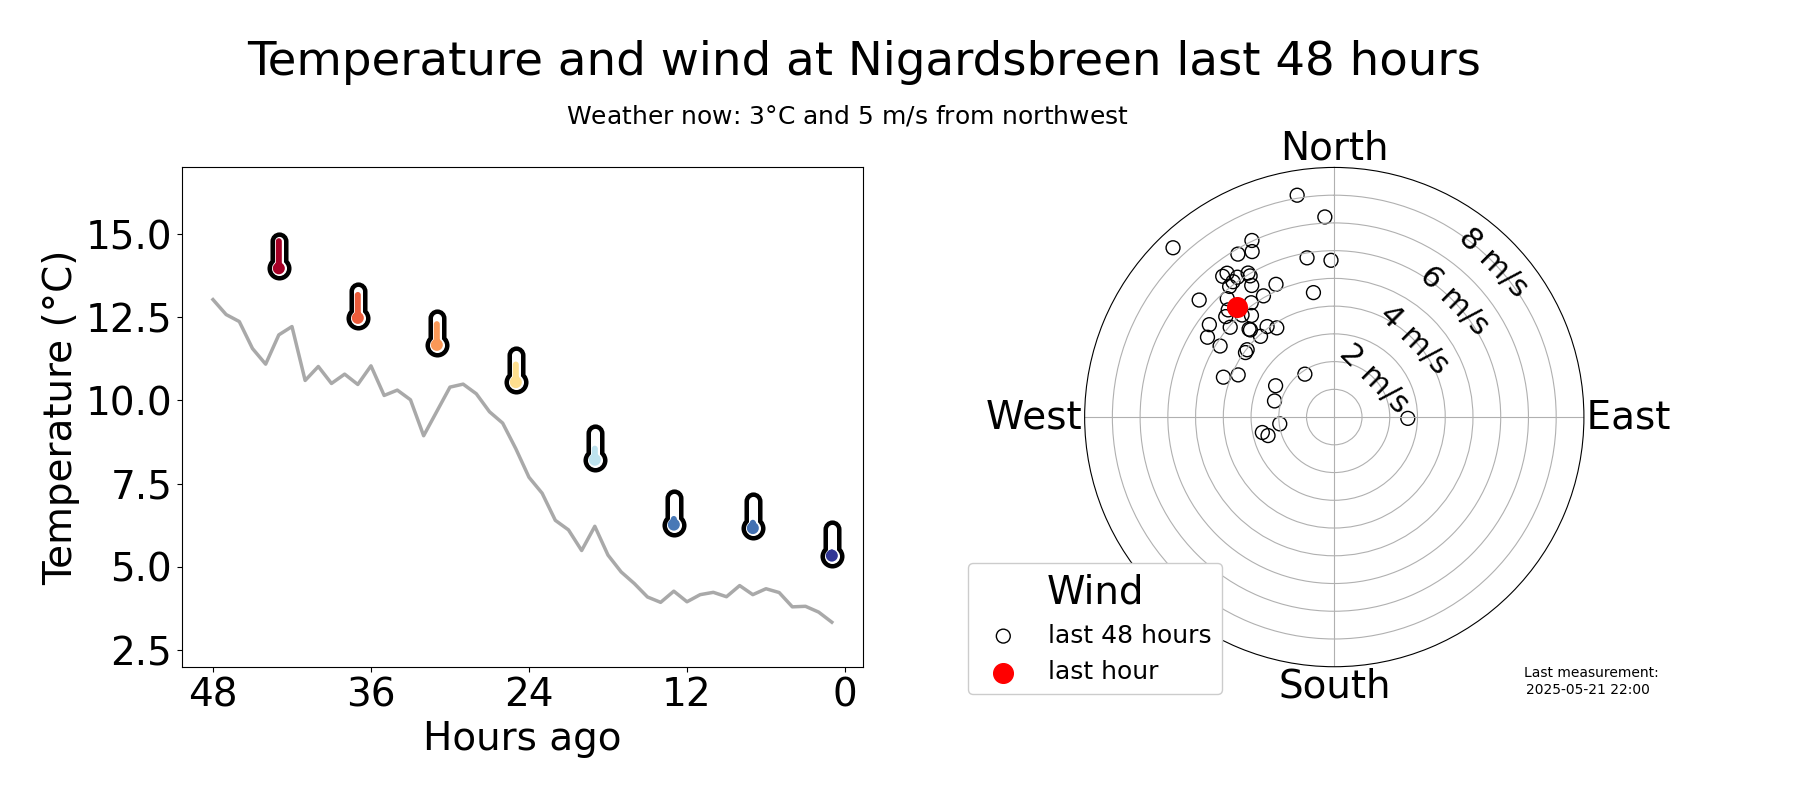 Temperature and wind at Nigardsbreen last 48 hours
Weather now: 3°C and 5 m/s from northwest
Temperature (°C)
15.0
12.5
10.0
7.5
5.0
2.5
48
36
24
12
0
Hours ago
North
West
East
South
8 m/s
6 m/s
4 m/s
2 m/s
Wind
last 48 hours
last hour
Last measurement:
2025-05-21 22:00